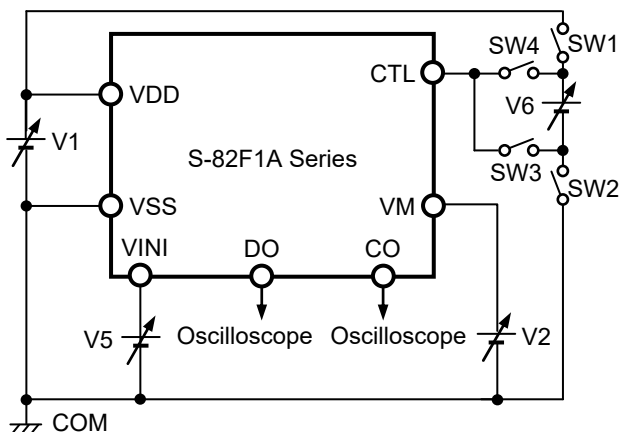 SW1
SW4
CTL
VDD
V6
V1
S-82F1A Series
SW3
SW2
VSS
VM
VINI
DO
CO
V5
Oscilloscope
Oscilloscope
V2
COM